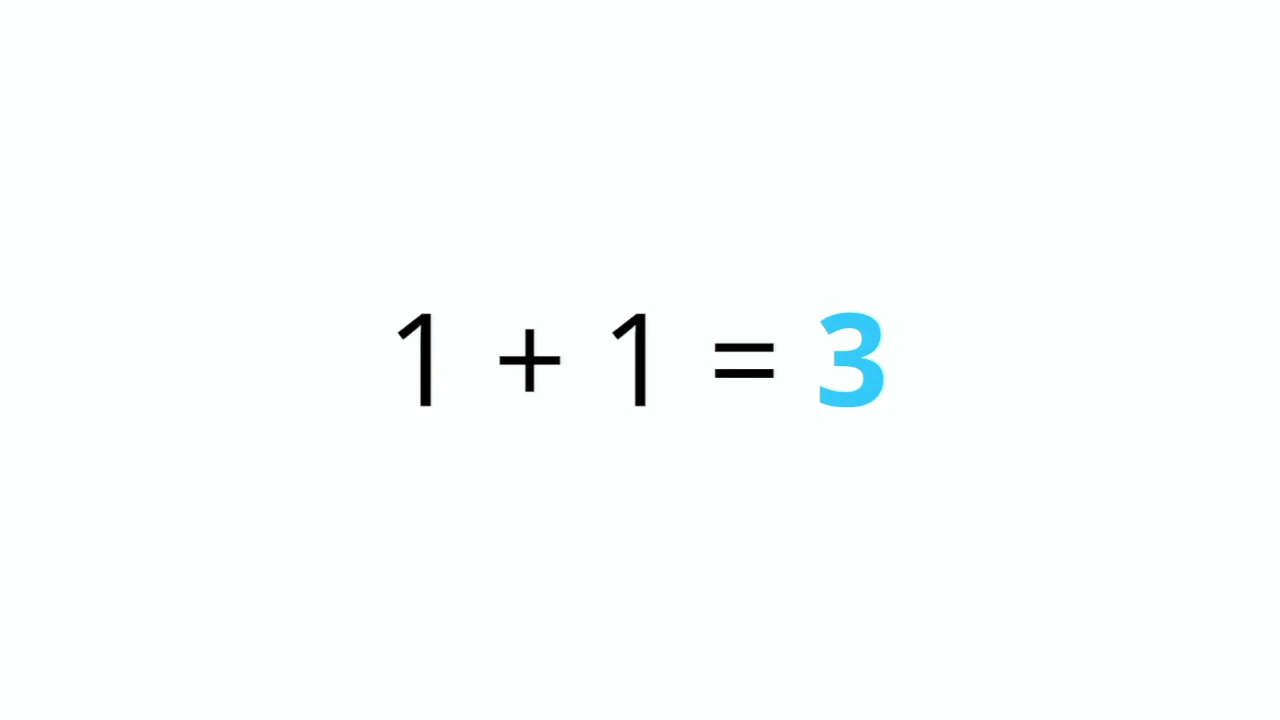 1 + 1 = 3